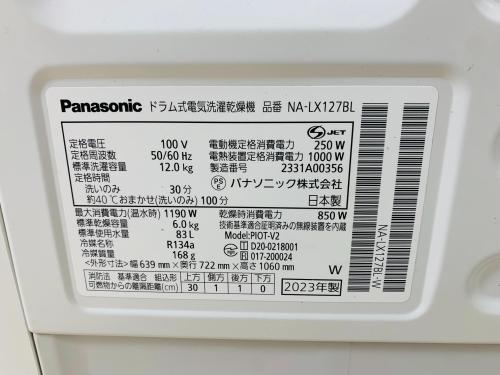 Panasonic ドラム式電気洗濯乾燥機 品番 NA-LX127BL
定格電圧 100 V
定格周波数 50/60 Hz
標準洗濯容量 12.0 kg
定格時間
洗いのみ 30 分
約40℃おまかせ(洗いのみ) 100 分
S JET
電動機定格消費電力 250 W
電熱装置定格消費電力 1000 W
製造番号 2331A00356
PS E パナソニック株式会社
日本製
最大消費電力(温水時) 1190 W
標準乾燥容量 6.0 kg
標準使用水量 83 L
冷媒名称 R134a
冷媒質量 168 g
<外形寸法> 幅 639 mm×奥行 722 mm×高さ 1060 mm
乾燥時消費電力 850 W
技術基準適合証明済みの無線装置を内蔵
Model: PIOT-V2
R T D20-0218001
R 017-200024
W
消防法 基準適合 組込形 上方 側方 前方 後方 下方
可燃物からの離隔距離(cm) 30 1 1 0
2023年製
NA-LX127BL-W